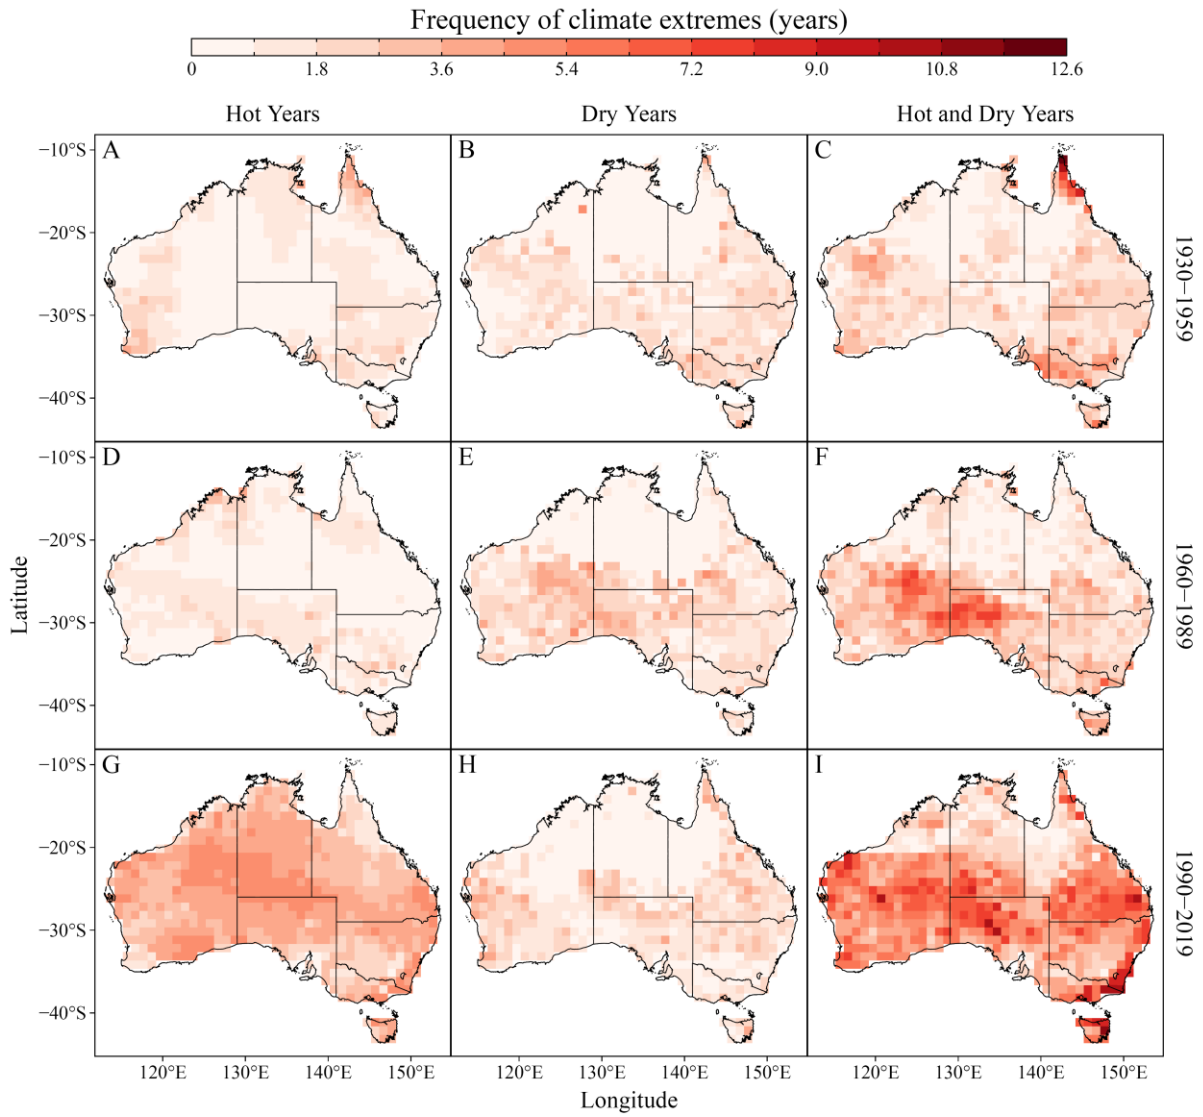 Frequency of climate extremes (years)
0 1.8 3.6 5.4 7.2 9.0 10.8 12.6
Hot Years Dry Years Hot and Dry Years
A B C
−10°S
−20°S
−30°S
−40°S
1930−1959
D E F
−10°S
−20°S
−30°S
−40°S
1960−1989
Latitude
G H I
−10°S
−20°S
−30°S
−40°S
1990−2019
120°E 130°E 140°E 150°E 120°E 130°E 140°E 150°E 120°E 130°E 140°E 150°E
Longitude